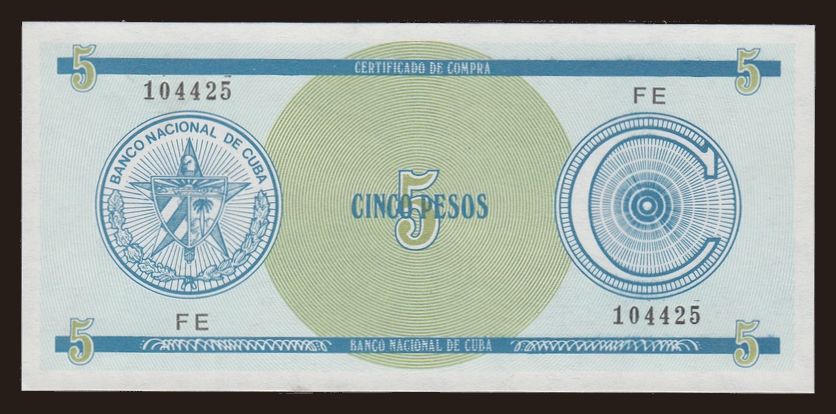 5 CERTIFICADO DE COMPRA 5
104425 FE
BANCO NACIONAL DE CUBA
C
5
CINCO PESOS
FE 104425
5 BANCO NACIONAL DE CUBA 5